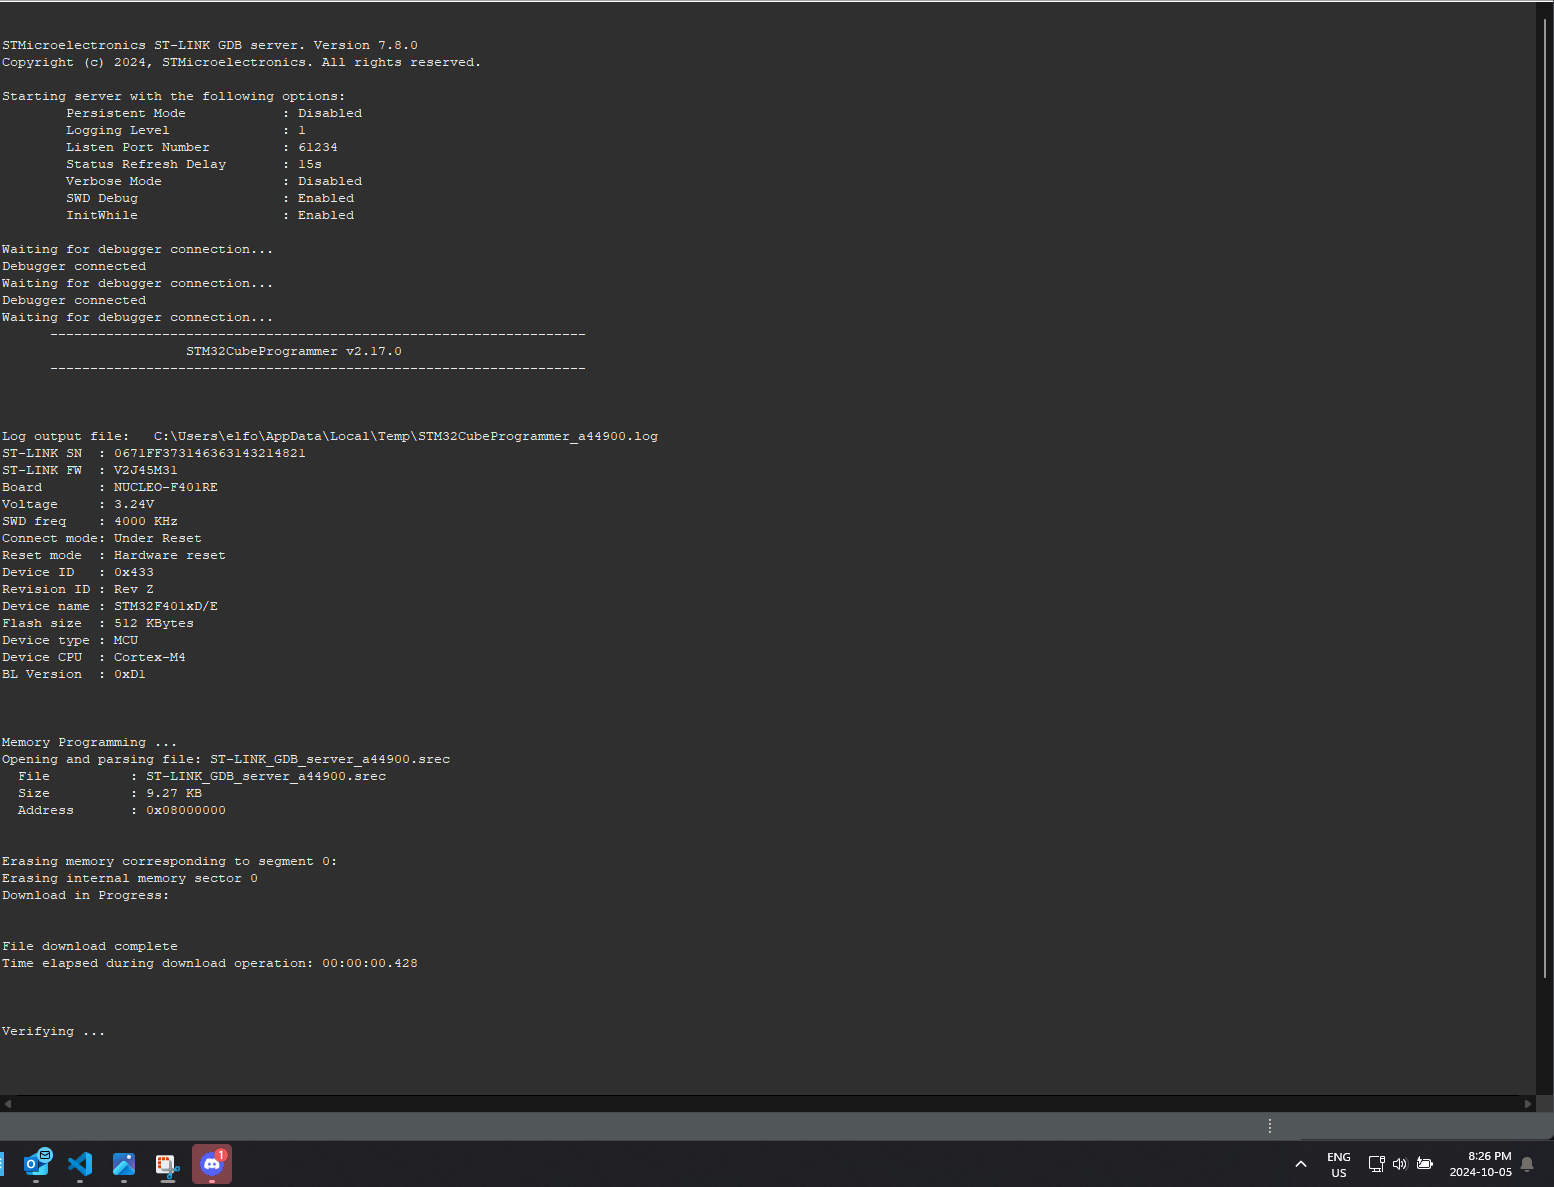 STMicroelectronics ST-LINK GDB server. Version 7.8.0
Copyright (c) 2024, STMicroelectronics. All rights reserved.
Starting server with the following options:
Persistent Mode : Disabled
Logging Level : 1
Listen Port Number : 61234
Status Refresh Delay : 15s
Verbose Mode : Disabled
SWD Debug : Enabled
InitWhile : Enabled
Waiting for debugger connection...
Debugger connected
Waiting for debugger connection...
Debugger connected
Waiting for debugger connection...
-------------------------------------------------------------------
STM32CubeProgrammer v2.17.0
-------------------------------------------------------------------
Log output file: C:\Users\elfo\AppData\Local\Temp\STM32CubeProgrammer_a44900.log
ST-LINK SN : 0671FF373146363143214821
ST-LINK FW : V2J45M31
Board : NUCLEO-F401RE
Voltage : 3.24V
SWD freq : 4000 KHz
Connect mode: Under Reset
Reset mode : Hardware reset
Device ID : 0x433
Revision ID : Rev Z
Device name : STM32F401xD/E
Flash size : 512 KBytes
Device type : MCU
Device CPU : Cortex-M4
BL Version : 0xD1
Memory Programming ...
Opening and parsing file: ST-LINK_GDB_server_a44900.srec
File : ST-LINK_GDB_server_a44900.srec
Size : 9.27 KB
Address : 0x08000000
Erasing memory corresponding to segment 0:
Erasing internal memory sector 0
Download in Progress:
File download complete
Time elapsed during download operation: 00:00:00.428
Verifying ...
1
ENG
US
8:26 PM
2024-10-05